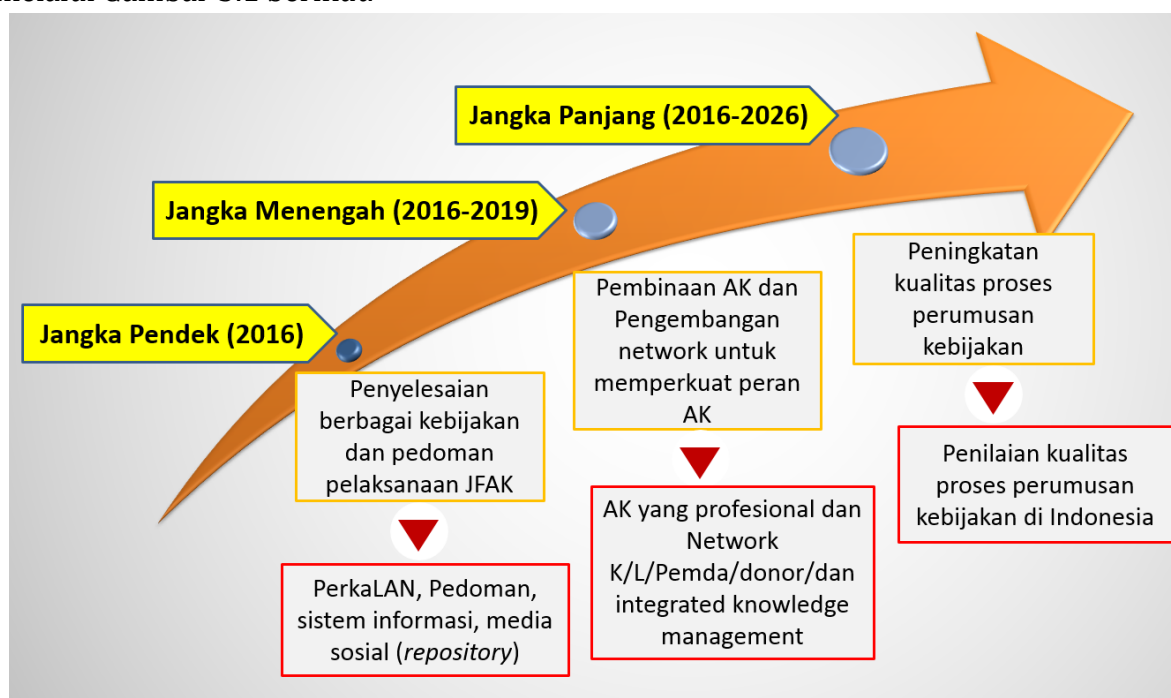 Jangka Panjang (2016-2026)
Jangka Menengah (2016-2019)
Jangka Pendek (2016)
Penyelesaian
berbagai kebijakan
dan pedoman
pelaksanaan JFAK
PerkaLAN, Pedoman,
sistem informasi, media
sosial (repository)
Pembinaan AK dan
Pengembangan
network untuk
memperkuat peran
AK
AK yang profesional dan
Network
K/L/Pemda/donor/dan
integrated knowledge
management
Peningkatan
kualitas proses
perumusan
kebijakan
Penilaian kualitas
proses perumusan
kebijakan di Indonesia